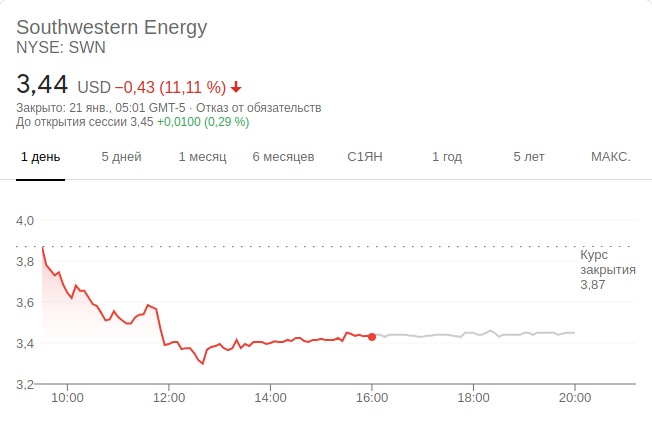 Southwestern Energy
NYSE: SWN
3,44 USD −0,43 (11,11 %)
Закрыто: 21 янв., 05:01 GMT-5 · Отказ от обязательств
До открытия сессии 3,45 +0,0100 (0,29 %)
1 день 5 дней 1 месяц 6 месяцев С1ЯН 1 год 5 лет МАКС.
4,0
Курс
закрытия
3,87
3,8
3,6
3,4
3,2
10:00 12:00 14:00 16:00 18:00 20:00